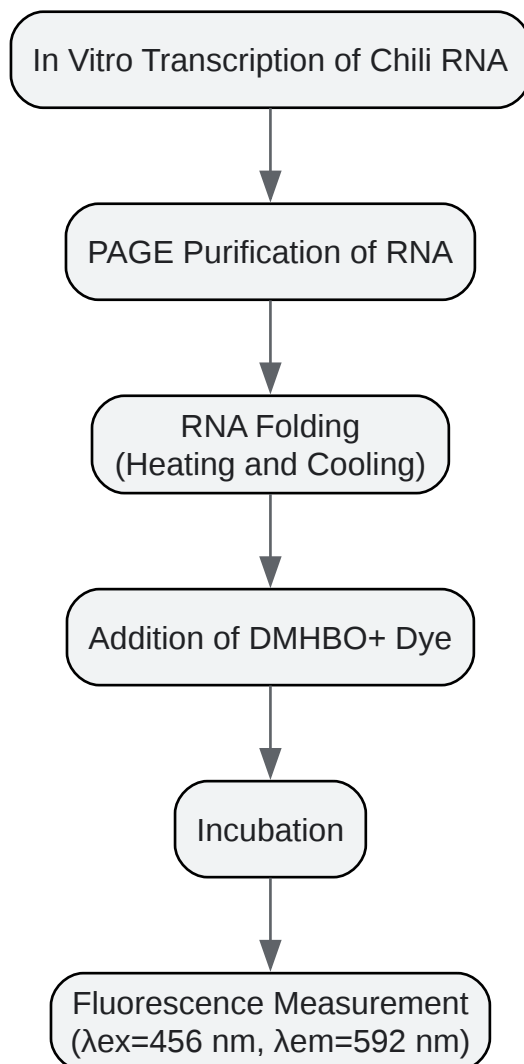 In Vitro Transcription of Chili RNA
PAGE Purification of RNA
RNA Folding
(Heating and Cooling)
Addition of DMHBO+ Dye
Incubation
Fluorescence Measurement
(λex=456 nm, λem=592 nm)